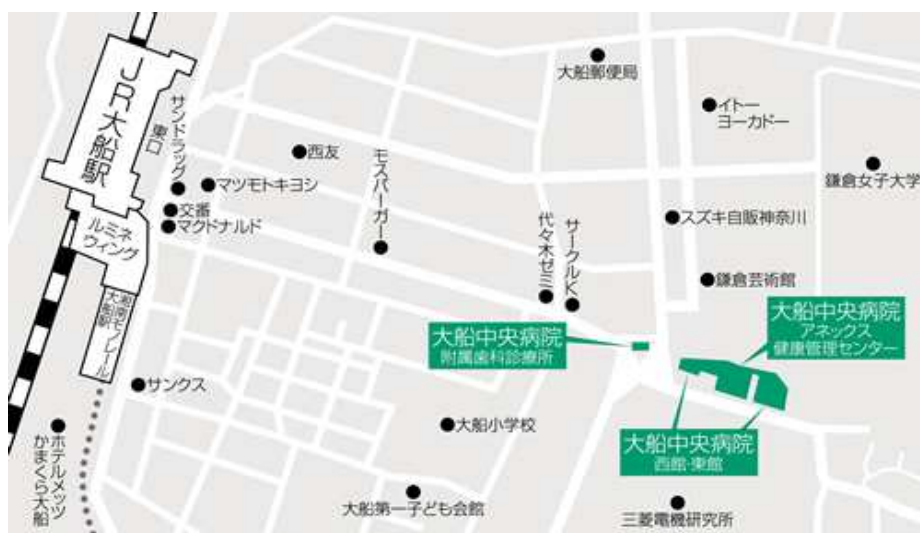 JR大船駅
東口
サンドラッグ
西友
モスバーガー
大船郵便局
イトー
ヨーカドー
鎌倉女子大学
マツモトキヨシ
交番
マクドナルド
ルミネ
ウィング
湘南モノレール
大船駅
代々木ゼミ
サークルK
スズキ自販神奈川
鎌倉芸術館
大船中央病院
附属歯科診療所
大船中央病院
アネックス
健康管理センター
サンクス
大船小学校
大船中央病院
西館・東館
ホテルメッツ
かまくら大船
大船第一子ども会館
三菱電機研究所